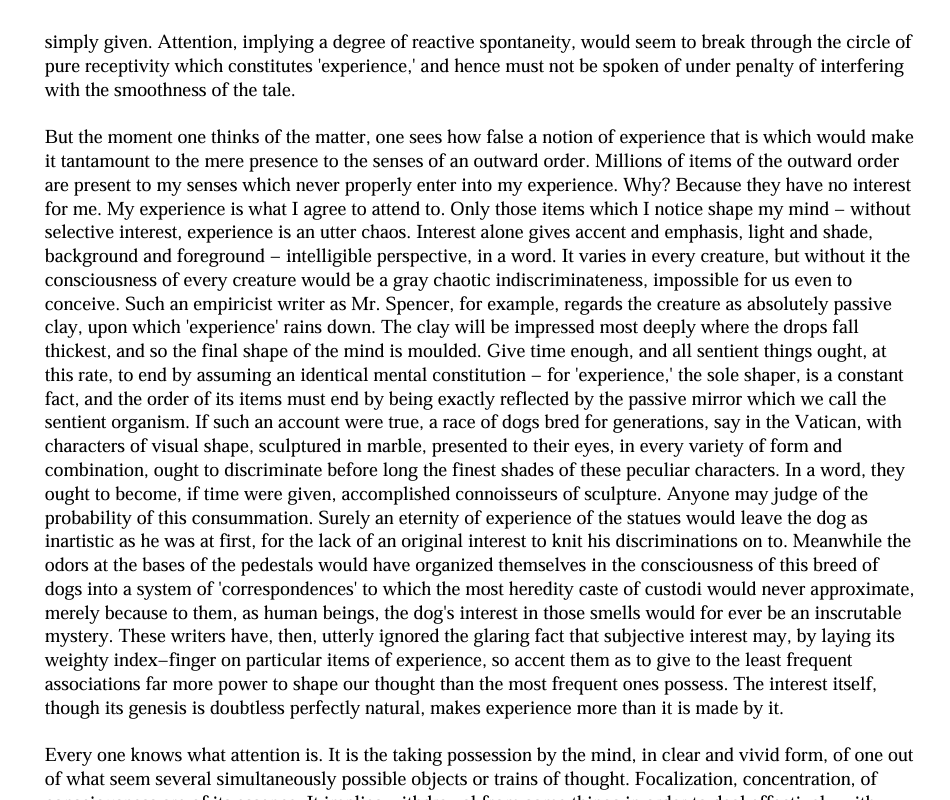 simply given. Attention, implying a degree of reactive spontaneity, would seem to break through the circle of
pure receptivity which constitutes 'experience,' and hence must not be spoken of under penalty of interfering
with the smoothness of the tale.
But the moment one thinks of the matter, one sees how false a notion of experience that is which would make
it tantamount to the mere presence to the senses of an outward order. Millions of items of the outward order
are present to my senses which never properly enter into my experience. Why? Because they have no interest
for me. My experience is what I agree to attend to. Only those items which I notice shape my mind – without
selective interest, experience is an utter chaos. Interest alone gives accent and emphasis, light and shade,
background and foreground – intelligible perspective, in a word. It varies in every creature, but without it the
consciousness of every creature would be a gray chaotic indiscriminateness, impossible for us even to
conceive. Such an empiricist writer as Mr. Spencer, for example, regards the creature as absolutely passive
clay, upon which 'experience' rains down. The clay will be impressed most deeply where the drops fall
thickest, and so the final shape of the mind is moulded. Give time enough, and all sentient things ought, at
this rate, to end by assuming an identical mental constitution – for 'experience,' the sole shaper, is a constant
fact, and the order of its items must end by being exactly reflected by the passive mirror which we call the
sentient organism. If such an account were true, a race of dogs bred for generations, say in the Vatican, with
characters of visual shape, sculptured in marble, presented to their eyes, in every variety of form and
combination, ought to discriminate before long the finest shades of these peculiar characters. In a word, they
ought to become, if time were given, accomplished connoisseurs of sculpture. Anyone may judge of the
probability of this consummation. Surely an eternity of experience of the statues would leave the dog as
inartistic as he was at first, for the lack of an original interest to knit his discriminations on to. Meanwhile the
odors at the bases of the pedestals would have organized themselves in the consciousness of this breed of
dogs into a system of 'correspondences' to which the most heredity caste of custodi would never approximate,
merely because to them, as human beings, the dog's interest in those smells would for ever be an inscrutable
mystery. These writers have, then, utterly ignored the glaring fact that subjective interest may, by laying its
weighty index–finger on particular items of experience, so accent them as to give to the least frequent
associations far more power to shape our thought than the most frequent ones possess. The interest itself,
though its genesis is doubtless perfectly natural, makes experience more than it is made by it.
Every one knows what attention is. It is the taking possession by the mind, in clear and vivid form, of one out
of what seem several simultaneously possible objects or trains of thought. Focalization, concentration, of